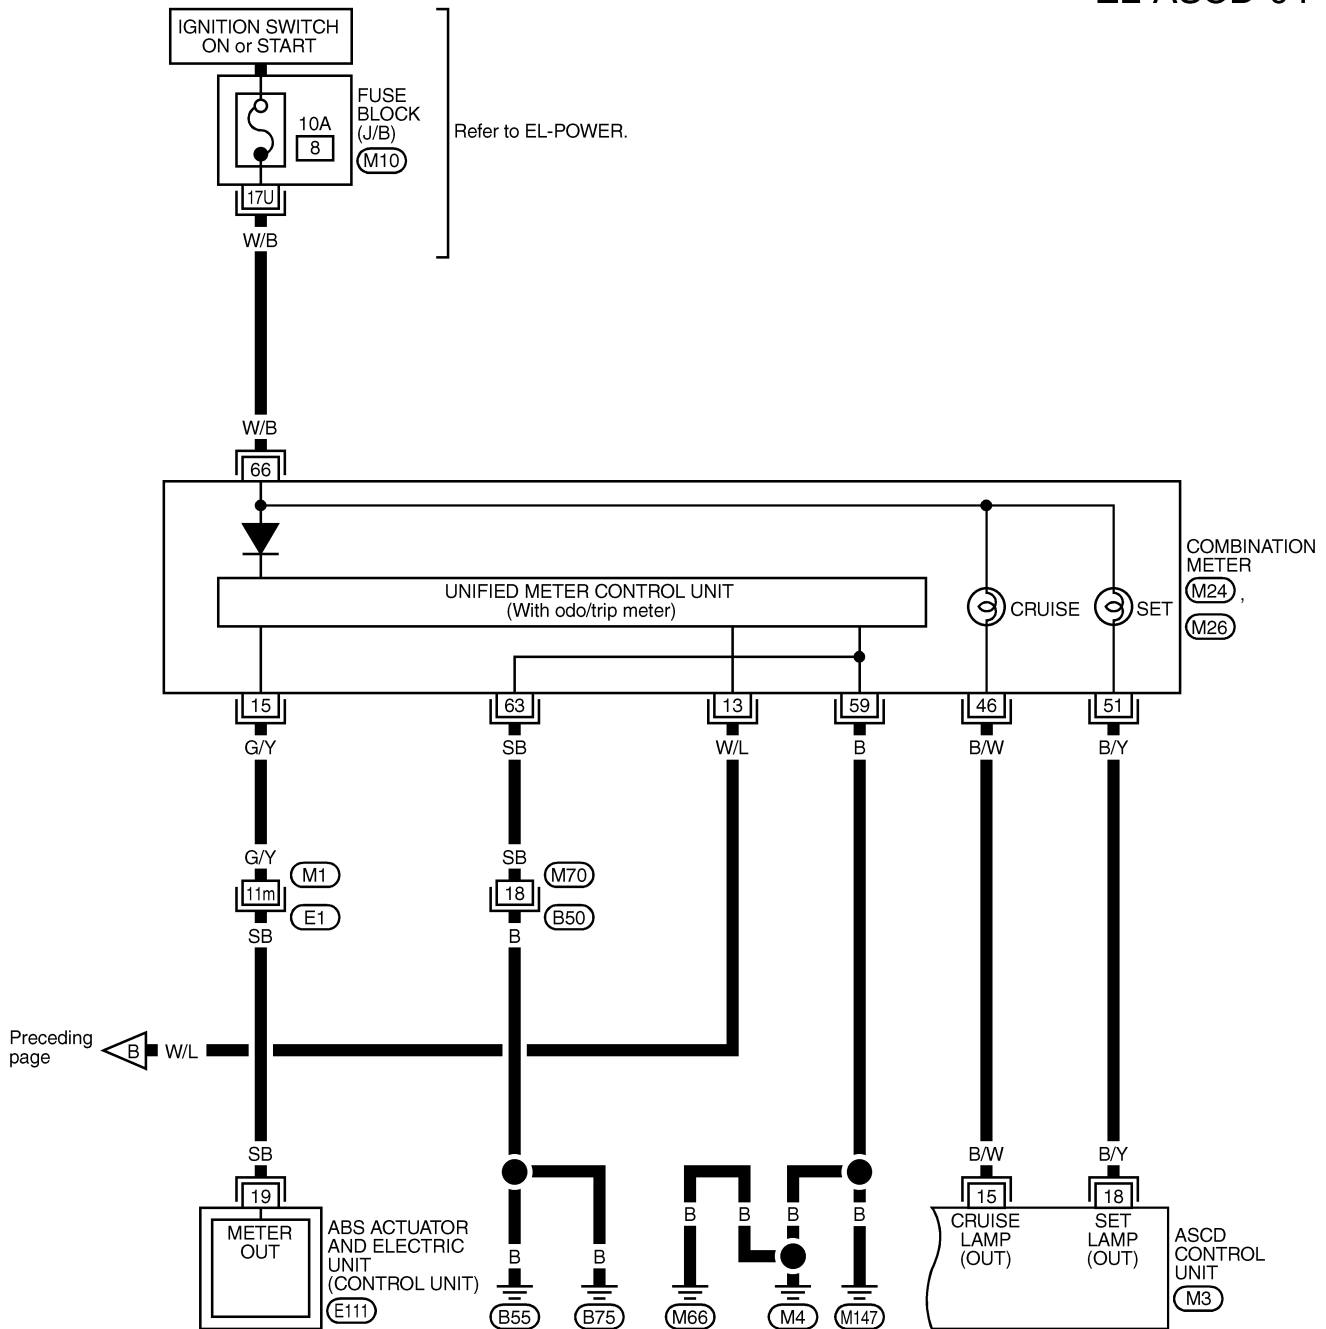 IGNITION SWITCH
ON or START
FUSE
BLOCK
(J/B)
M10
10A
8
Refer to EL-POWER.
17U
W/B
W/B
66
COMBINATION
METER
M24 ,
M26
UNIFIED METER CONTROL UNIT
(With odo/trip meter)
CRUISE
SET
15 63 13 59 46 51
G/Y SB W/L B B/W B/Y
G/Y SB
M1 M70
11m 18
E1 B50
SB B
Preceding
page
B W/L
SB B/W B/Y
19 15 18
METER
OUT
ABS ACTUATOR
AND ELECTRIC
UNIT
(CONTROL UNIT)
E111
B B B B
B B
B55 B75 M66 M4 M147
CRUISE
LAMP
(OUT)
SET
LAMP
(OUT)
ASCD
CONTROL
UNIT
M3